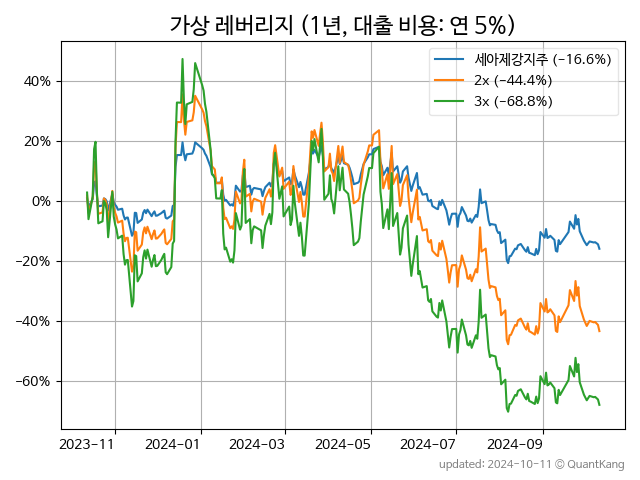 가상 레버리지 (1년, 대출 비용: 연 5%)
세아제강지주 (−16.6%)
2x (−44.4%)
3x (−68.8%)
40%
20%
0%
−20%
−40%
−60%
2023-11 2024-01 2024-03 2024-05 2024-07 2024-09
updated: 2024-10-11 © QuantKang